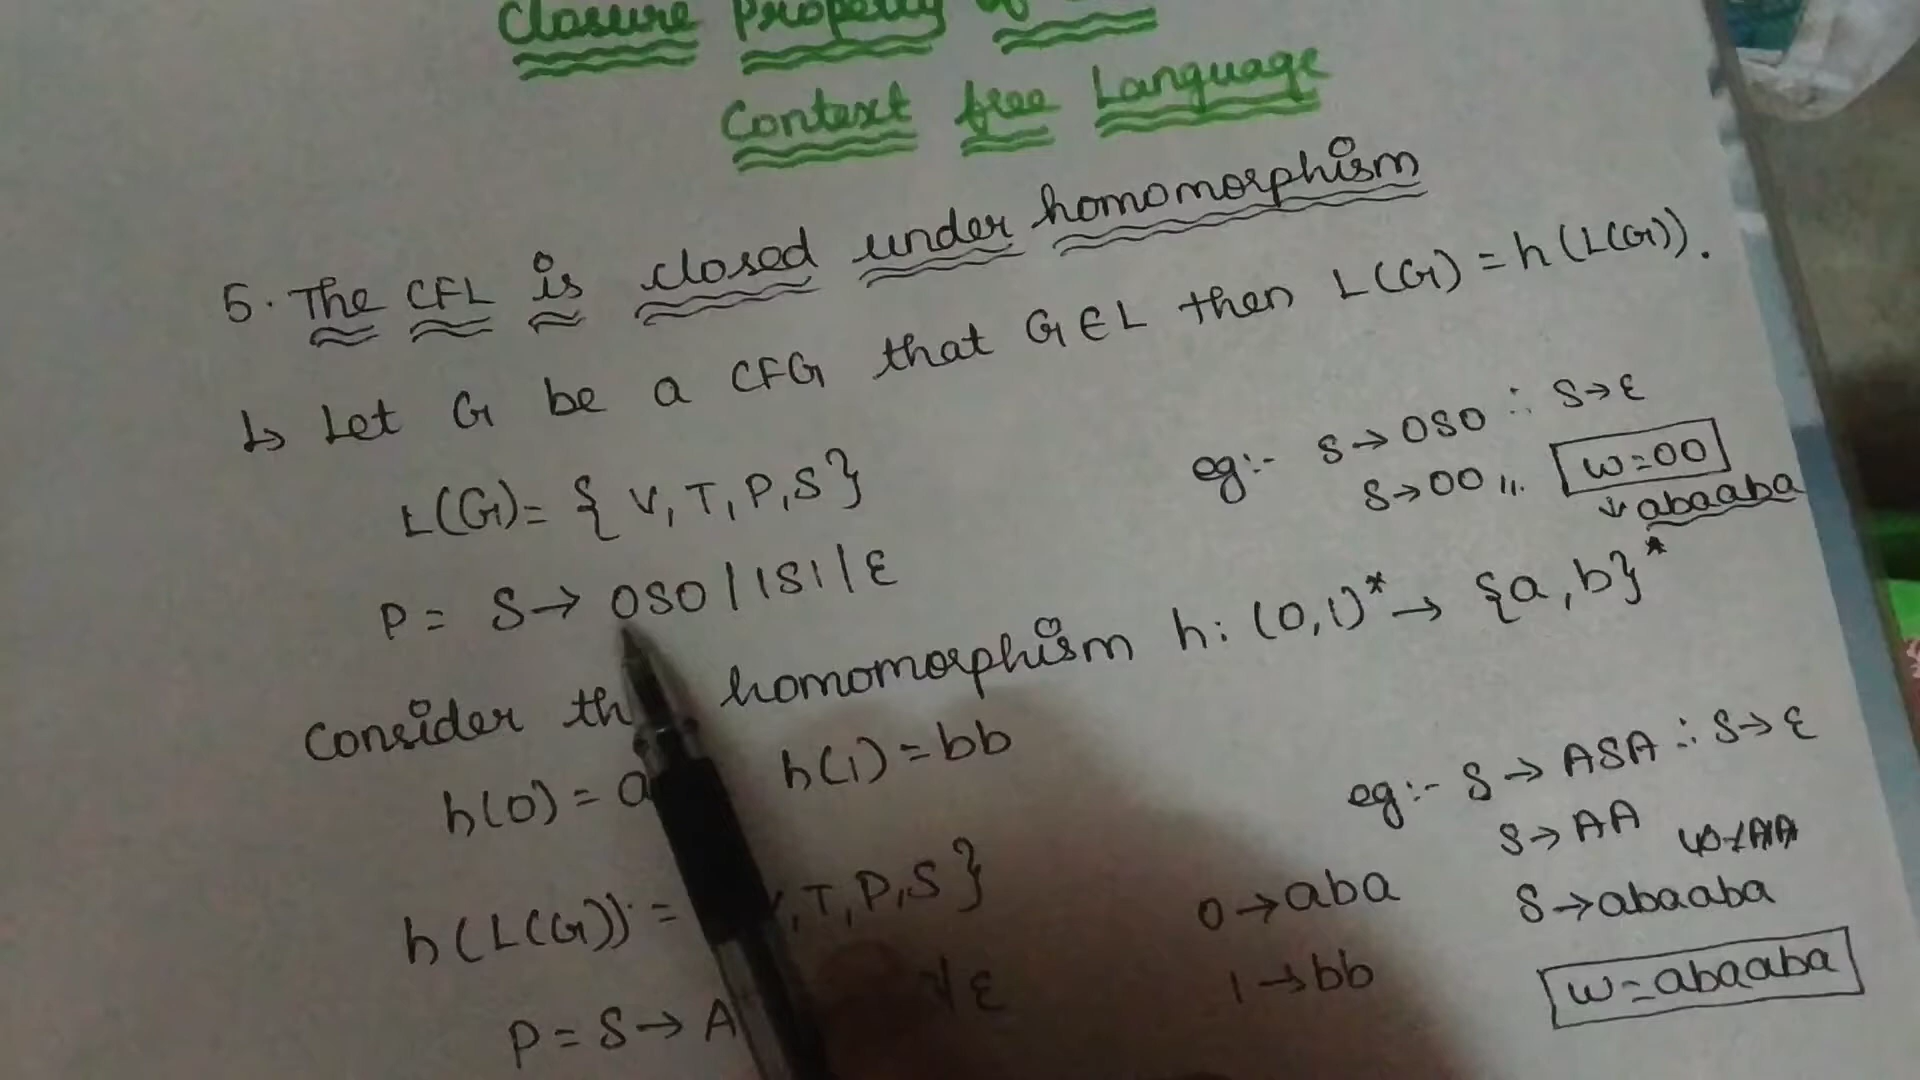 Closure Property of
Context free Language
5. The CFL is closed under homomorphism
↳ Let G be a CFG that G∈L then L(G) = h(L(G)).
L(G) = { V, T, P, S }
eg:- S → 0S0 ∴ S → ε
S → 00 ,,. w=00
↓ abaaba
P = S → 0S0 | 1S1 | ε
Consider homomorphism h: (0,1)* → {a, b}*
h(0) = a h(1) = bb
eg:- S → ASA ∴ S → ε
S → AA
h(L(G)) = , T, P, S }
0 → aba S → abaaba
1 → bb w=abaaba
P = S → A | ε